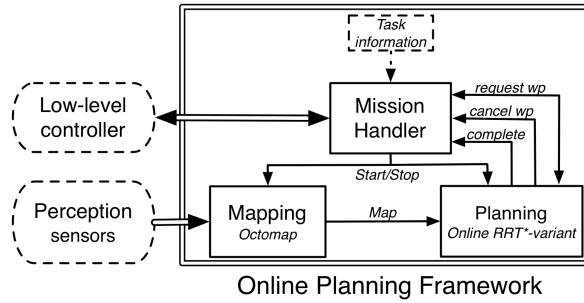 Task
information
request wp
Low-level
controller
Mission
Handler
cancel wp
complete
Start/Stop
Perception
sensors
Mapping
Octomap
Map
Planning
Online RRT*-variant
Online Planning Framework